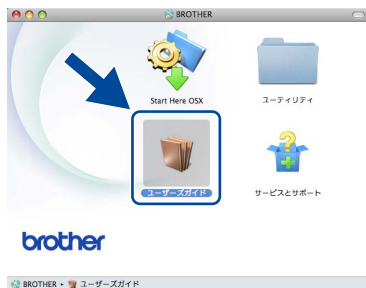 BROTHER
Start Here OSX
ユーティリティ
ユーザーズガイド
サービスとサポート
brother
BROTHER ▸ ユーザーズガイド